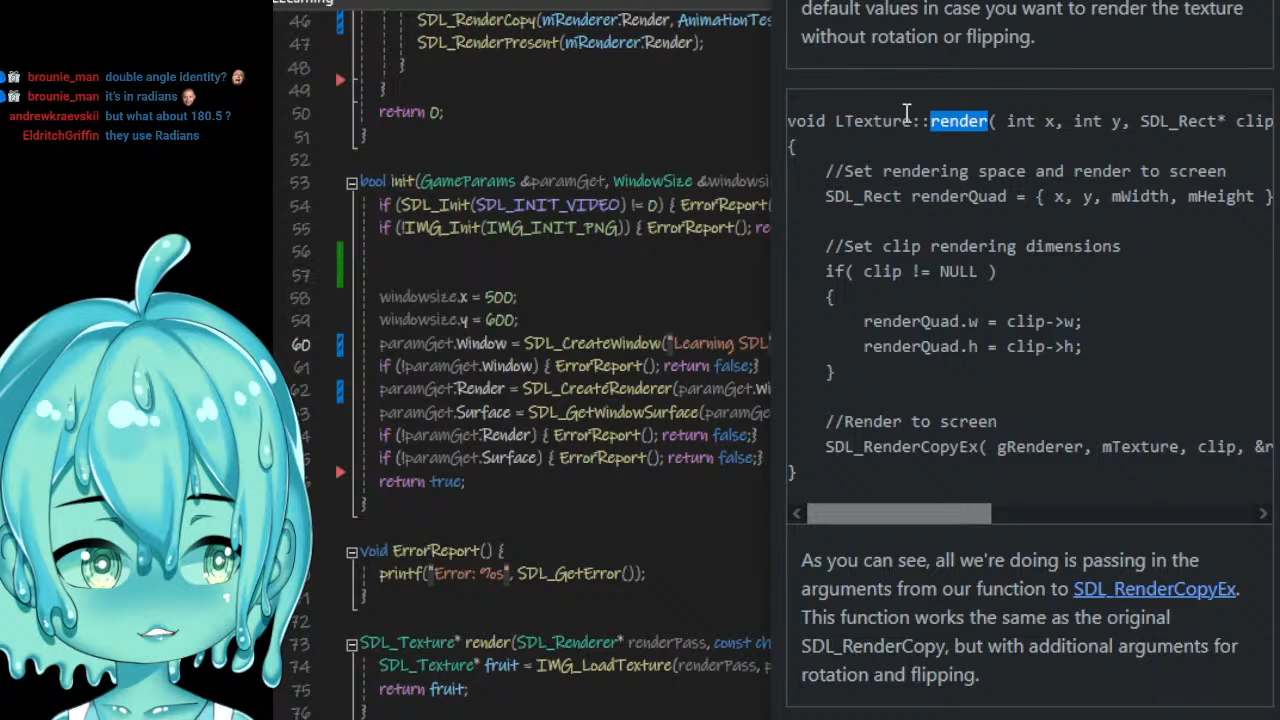 46 SDL_RenderCopy(mRenderer.Render, AnimationTex
47 SDL_RenderPresent(mRenderer.Render);
48 }
49 }
50 return 0;
51 }
52
53 bool Init(GameParams &paramGet, WindowSize &windowsi
54 if (SDL_Init(SDL_INIT_VIDEO) != 0) { ErrorReport(
55 if (!IMG_Init(IMG_INIT_PNG)) { ErrorReport(); re
56
57
58 windowsize.x = 500;
59 windowsize.y = 600;
60 paramGet.Window = SDL_CreateWindow("Learning SDL"
61 if (!paramGet.Window) { ErrorReport(); return false;}
62 paramGet.Render = SDL_CreateRenderer(paramGet.Wi
3 paramGet.Surface = SDL_GetWindowSurface(paramGe
4 if (!paramGet.Render) { ErrorReport(); return false;}
if (!paramGet.Surface) { ErrorReport(); return false;}
return true;
}
void ErrorReport() {
printf("Error: %s", SDL_GetError());
}
72
73 SDL_Texture* render(SDL_Renderer* renderPass, const ch
74 SDL_Texture* fruit = IMG_LoadTexture(renderPass, p
75 return fruit;
76 }
brounie_man double angle identity?
brounie_man it's in radians
andrewkraevskii but what about 180.5 ?
EldritchGriffin they use Radians
default values in case you want to render the texture
without rotation or flipping.
void LTexture::render( int x, int y, SDL_Rect* clip
{
//Set rendering space and render to screen
SDL_Rect renderQuad = { x, y, mWidth, mHeight }
//Set clip rendering dimensions
if( clip != NULL )
{
renderQuad.w = clip->w;
renderQuad.h = clip->h;
}
//Render to screen
SDL_RenderCopyEx( gRenderer, mTexture, clip, &r
}
As you can see, all we're doing is passing in the
arguments from our function to SDL_RenderCopyEx.
This function works the same as the original
SDL_RenderCopy, but with additional arguments for
rotation and flipping.